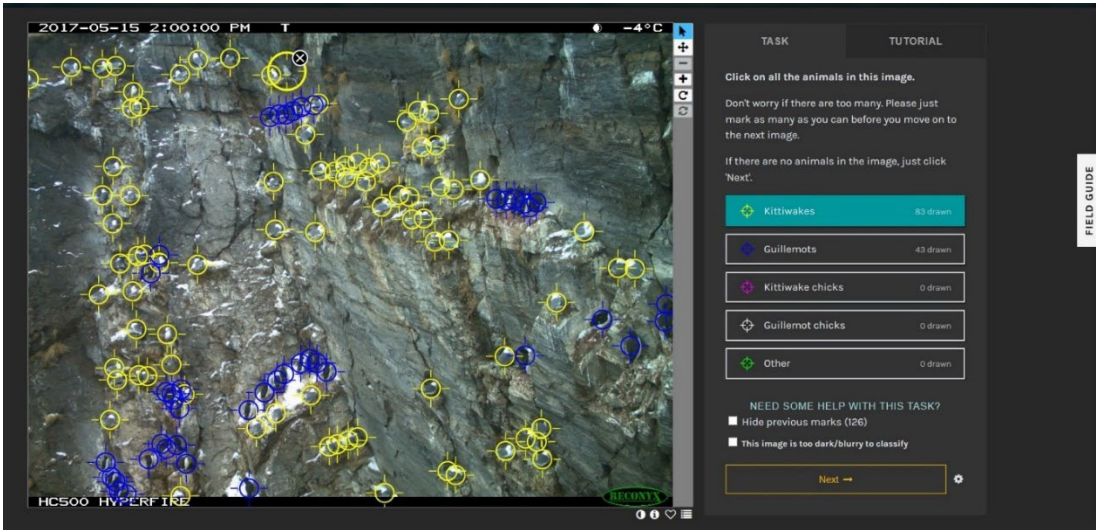 2017-05-15 2:00:00 PM T -4°C
TASK TUTORIAL
Click on all the animals in this image.
Don't worry if there are too many. Please just
mark as many as you can before you move on to
the next image.
If there are no animals in the image, just click
'Next'.
Kittiwakes 83 drawn
Guillemots 43 drawn
Kittiwake chicks 0 drawn
Guillemot chicks 0 drawn
Other 0 drawn
NEED SOME HELP WITH THIS TASK?
Hide previous marks (126)
This image is too dark/blurry to classify
Next →
FIELD GUIDE
HC500 HYPERFIRE
RECONYX